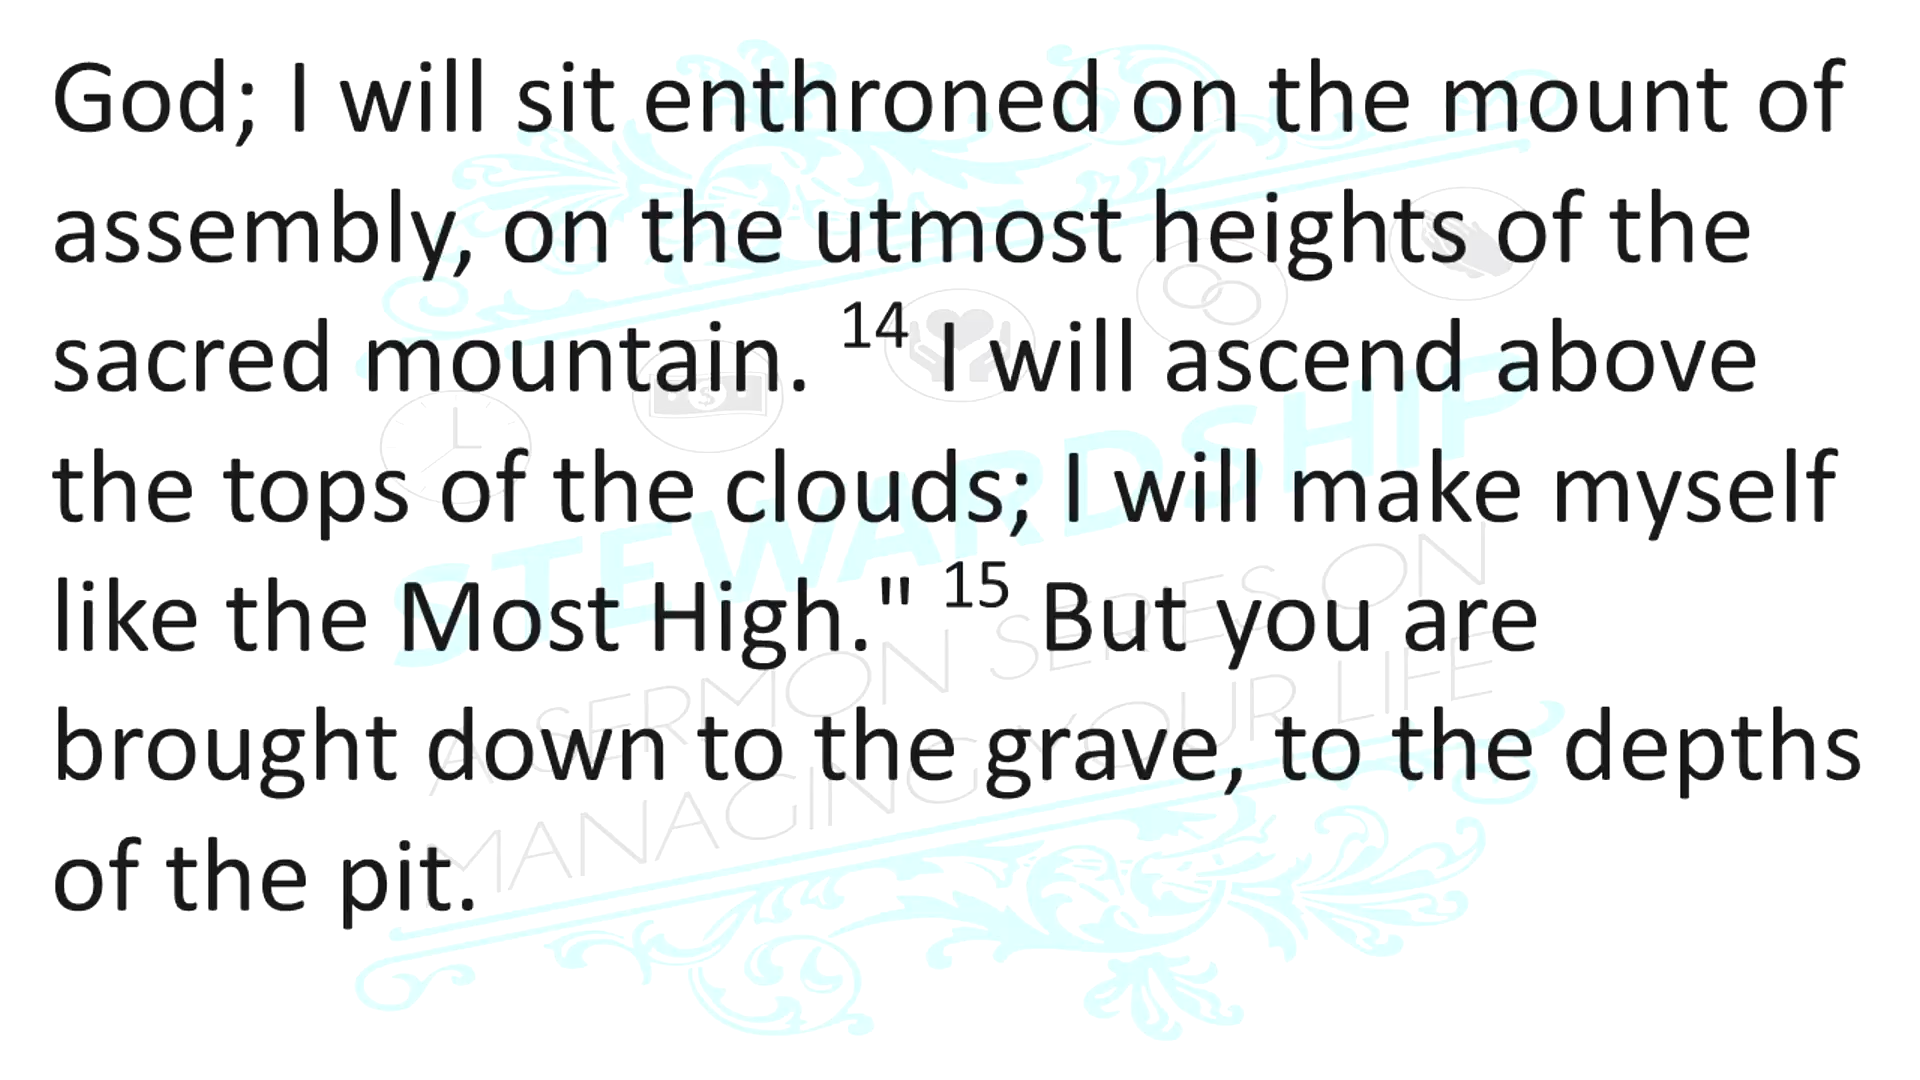 God; I will sit enthroned on the mount of
assembly, on the utmost heights of the
sacred mountain. 14 I will ascend above
the tops of the clouds; I will make myself
like the Most High." 15 But you are
brought down to the grave, to the depths
of the pit.
STEWARDSHIP
A SERMON SERIES ON
MANAGING YOUR LIFE